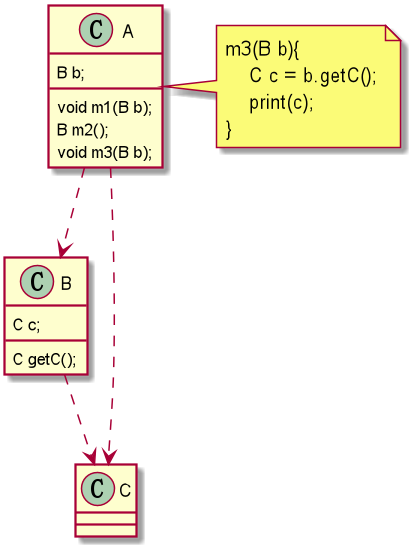 C A
B b;
void m1(B b);
B m2();
void m3(B b);
m3(B b){
C c = b.getC();
print(c);
}
C B
C c;
C getC();
C C